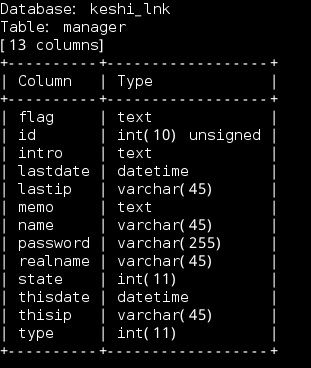 Database: keshi_lnk
Table: manager
[13 columns]
+----------+------------------+
| Column | Type |
+----------+------------------+
| flag | text |
| id | int(10) unsigned |
| intro | text |
| lastdate | datetime |
| lastip | varchar(45) |
| memo | text |
| name | varchar(45) |
| password | varchar(255) |
| realname | varchar(45) |
| state | int(11) |
| thisdate | datetime |
| thisip | varchar(45) |
| type | int(11) |
+----------+------------------+